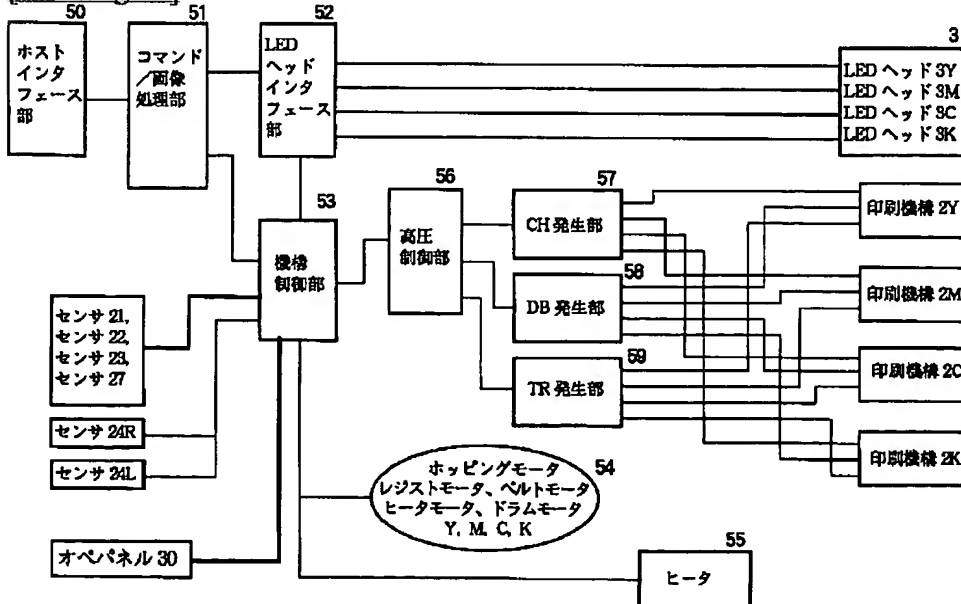 50
51
52
ホスト
インタ
フェース
部
コマンド
/画像
処理部
LED
ヘッド
インタ
フェース
部
3
LED ヘッド 3Y
LED ヘッド 3M
LED ヘッド 3C
LED ヘッド 3K
53
機構
制御部
56
高圧
制御部
57
CH 発生部
58
DB 発生部
59
TR 発生部
印刷機構 2Y
印刷機構 2M
印刷機構 2C
印刷機構 2K
センサ 21,
センサ 22,
センサ 23,
センサ 27
センサ 24R
センサ 24L
オペパネル 30
54
ホッピングモータ
レジストモータ、ベルトモータ
ヒータモータ、ドラムモータ
Y, M, C, K
55
ヒータ